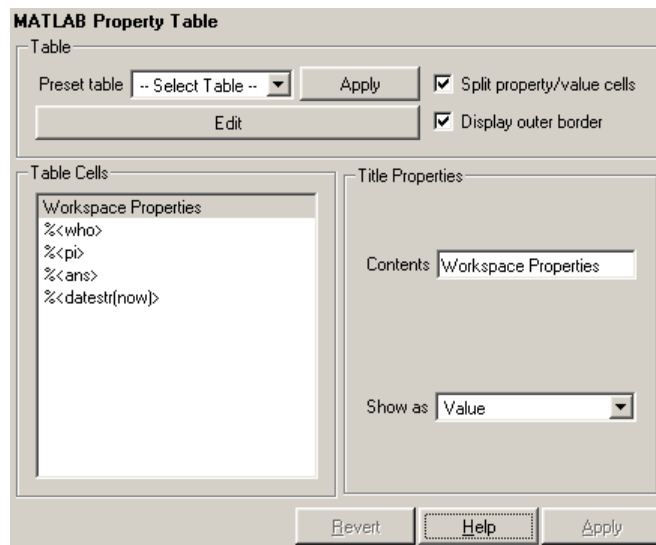 MATLAB Property Table
Table
Preset table -- Select Table -- Apply Split property/value cells
Edit Display outer border
Table Cells
Workspace Properties
%<who>
%<pi>
%<ans>
%<datestr(now)>
Title Properties
Contents Workspace Properties
Show as Value
Revert Help Apply